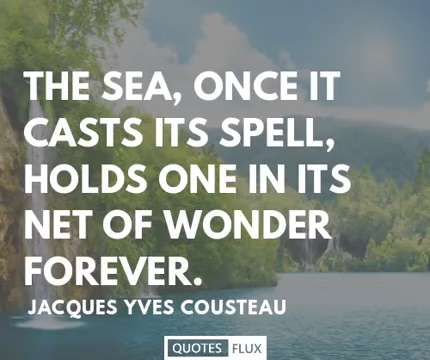 THE SEA, ONCE IT
CASTS ITS SPELL,
HOLDS ONE IN ITS
NET OF WONDER
FOREVER.
JACQUES YVES COUSTEAU
QUOTES FLUX